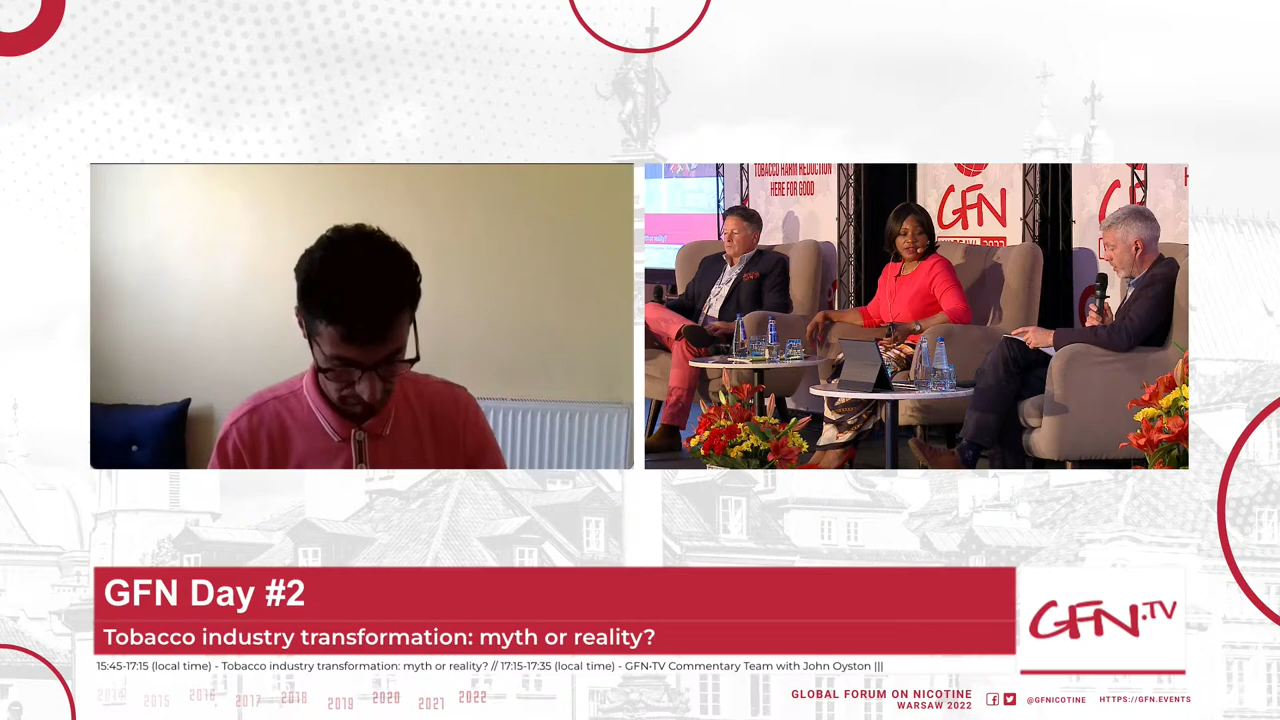 TOBACCO HARM REDUCTION
HERE FOR GOOD
GFN
GFN Day #2
Tobacco industry transformation: myth or reality?
GFN.TV
15:45-17:15 (local time) - Tobacco industry transformation: myth or reality? // 17:15-17:35 (local time) - GFN•TV Commentary Team with John Oyston |||
2014 2015 2016 2017 2018 2019 2020 2021 2022
GLOBAL FORUM ON NICOTINE
WARSAW 2022
@GFNICOTINE
HTTPS://GFN.EVENTS